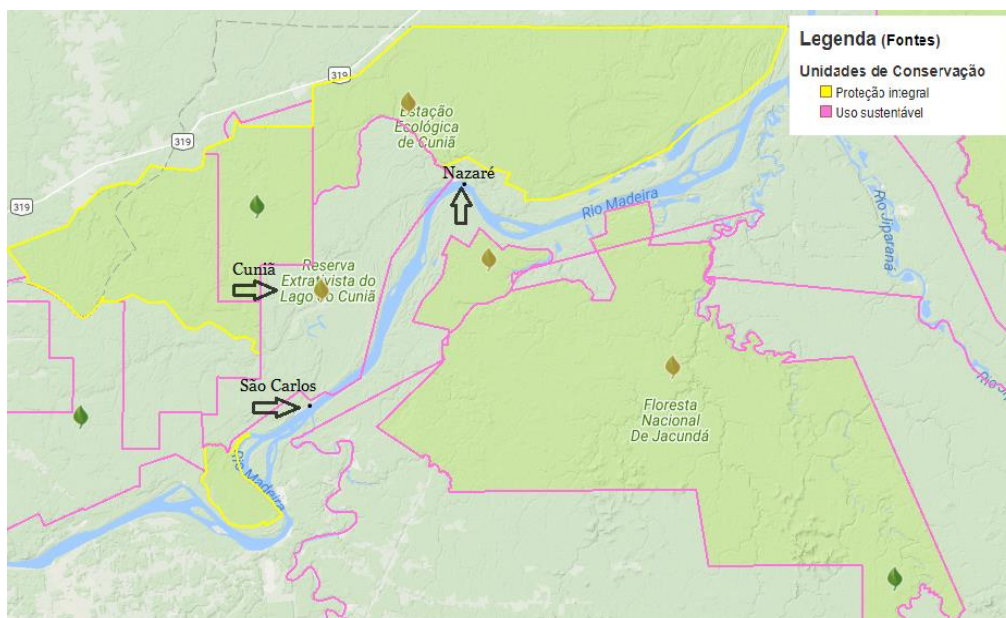 Legenda (Fontes)
Unidades de Conservação
Proteção integral
Uso sustentável
319
319
319
Estação
Ecológica
de Cuniã
Nazaré
Rio Madeira
Rio Jiparaná
Cuniã
Reserva
Extrativista do
Lago do Cuniã
São Carlos
Floresta
Nacional
De Jacundá
Rio Madeira